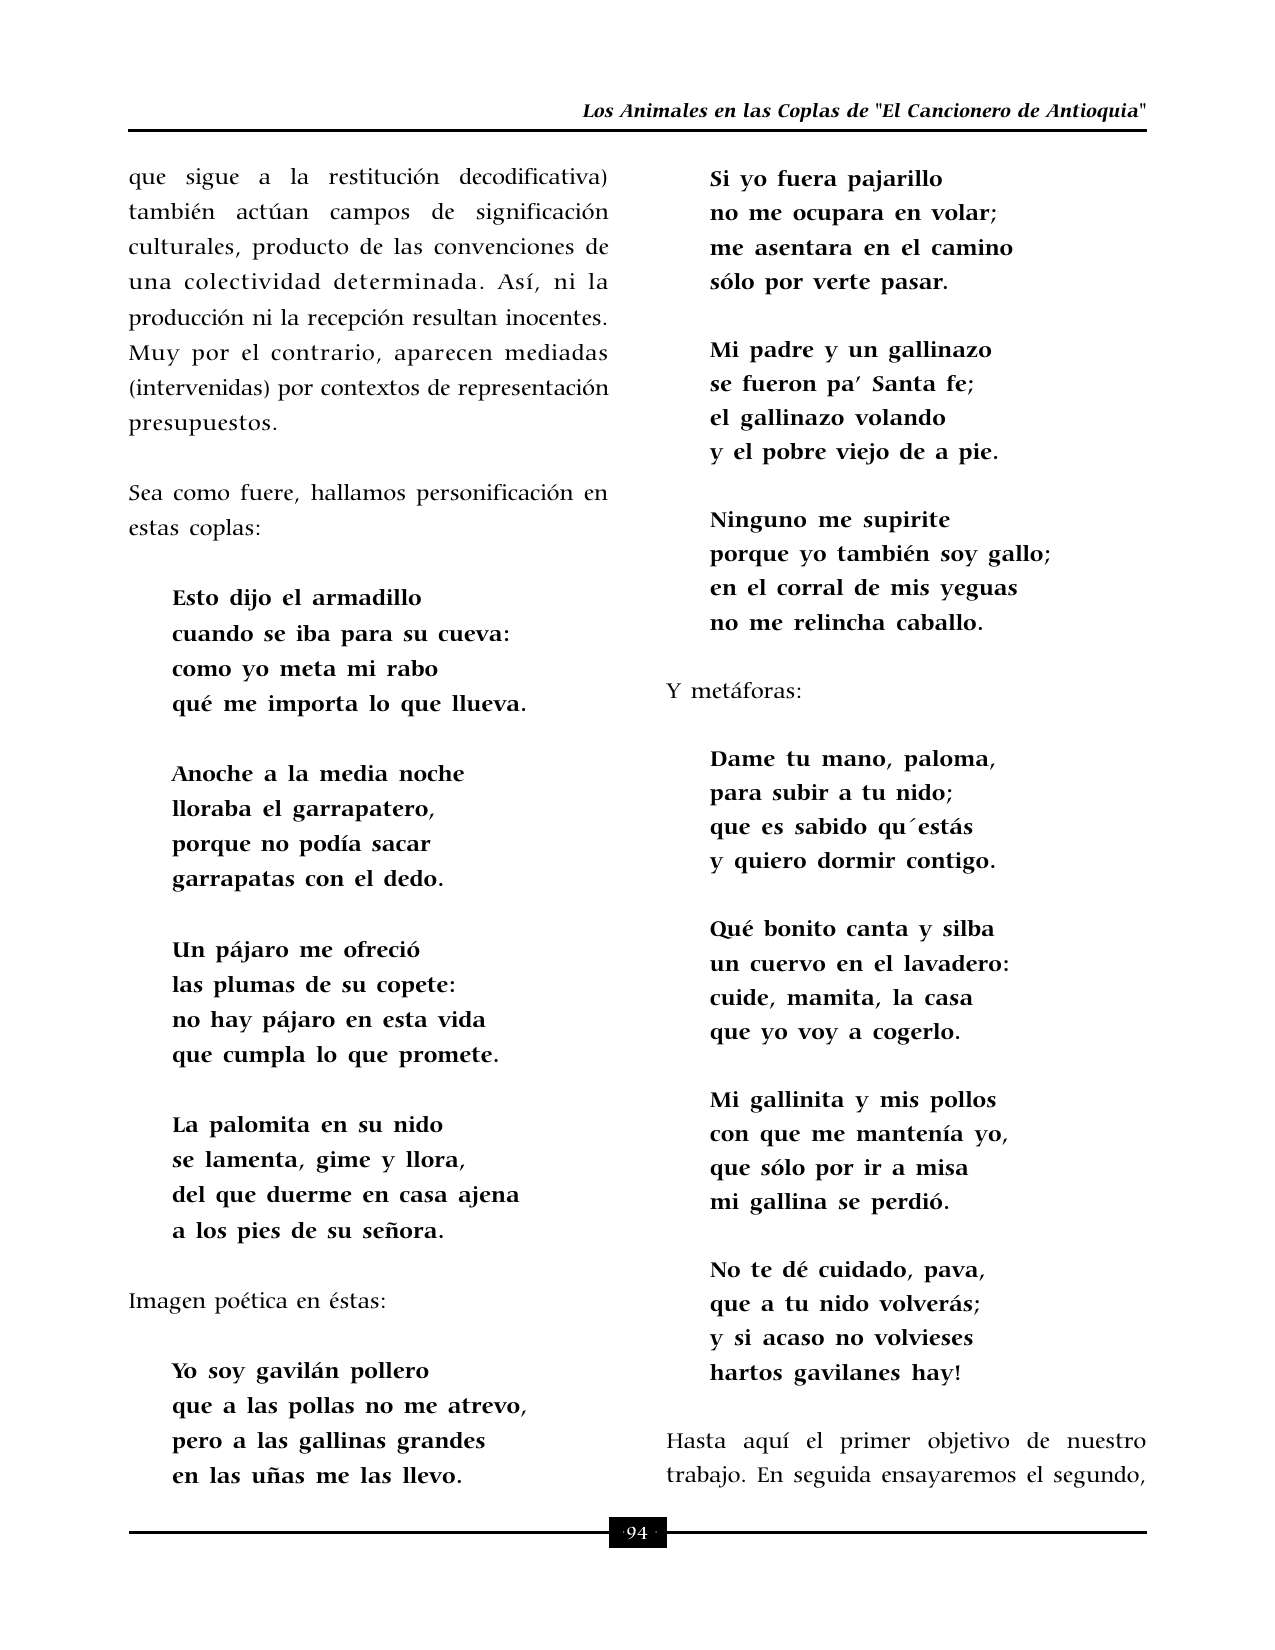 Los Animales en las Coplas de "El Cancionero de Antioquia"
que sigue a la restitución decodificativa)
también actúan campos de significación
culturales, producto de las convenciones de
una colectividad determinada. Así, ni la
producción ni la recepción resultan inocentes.
Muy por el contrario, aparecen mediadas
(intervenidas) por contextos de representación
presupuestos.
Sea como fuere, hallamos personificación en
estas coplas:
Esto dijo el armadillo
cuando se iba para su cueva:
como yo meta mi rabo
qué me importa lo que llueva.
Anoche a la media noche
lloraba el garrapatero,
porque no podía sacar
garrapatas con el dedo.
Un pájaro me ofreció
las plumas de su copete:
no hay pájaro en esta vida
que cumpla lo que promete.
La palomita en su nido
se lamenta, gime y llora,
del que duerme en casa ajena
a los pies de su señora.
Imagen poética en éstas:
Yo soy gavilán pollero
que a las pollas no me atrevo,
pero a las gallinas grandes
en las uñas me las llevo.
Si yo fuera pajarillo
no me ocupara en volar;
me asentara en el camino
sólo por verte pasar.
Mi padre y un gallinazo
se fueron pa’ Santa fe;
el gallinazo volando
y el pobre viejo de a pie.
Ninguno me supirite
porque yo también soy gallo;
en el corral de mis yeguas
no me relincha caballo.
Y metáforas:
Dame tu mano, paloma,
para subir a tu nido;
que es sabido qu´estás
y quiero dormir contigo.
Qué bonito canta y silba
un cuervo en el lavadero:
cuide, mamita, la casa
que yo voy a cogerlo.
Mi gallinita y mis pollos
con que me mantenía yo,
que sólo por ir a misa
mi gallina se perdió.
No te dé cuidado, pava,
que a tu nido volverás;
y si acaso no volvieses
hartos gavilanes hay!
Hasta aquí el primer objetivo de nuestro
trabajo. En seguida ensayaremos el segundo,
94